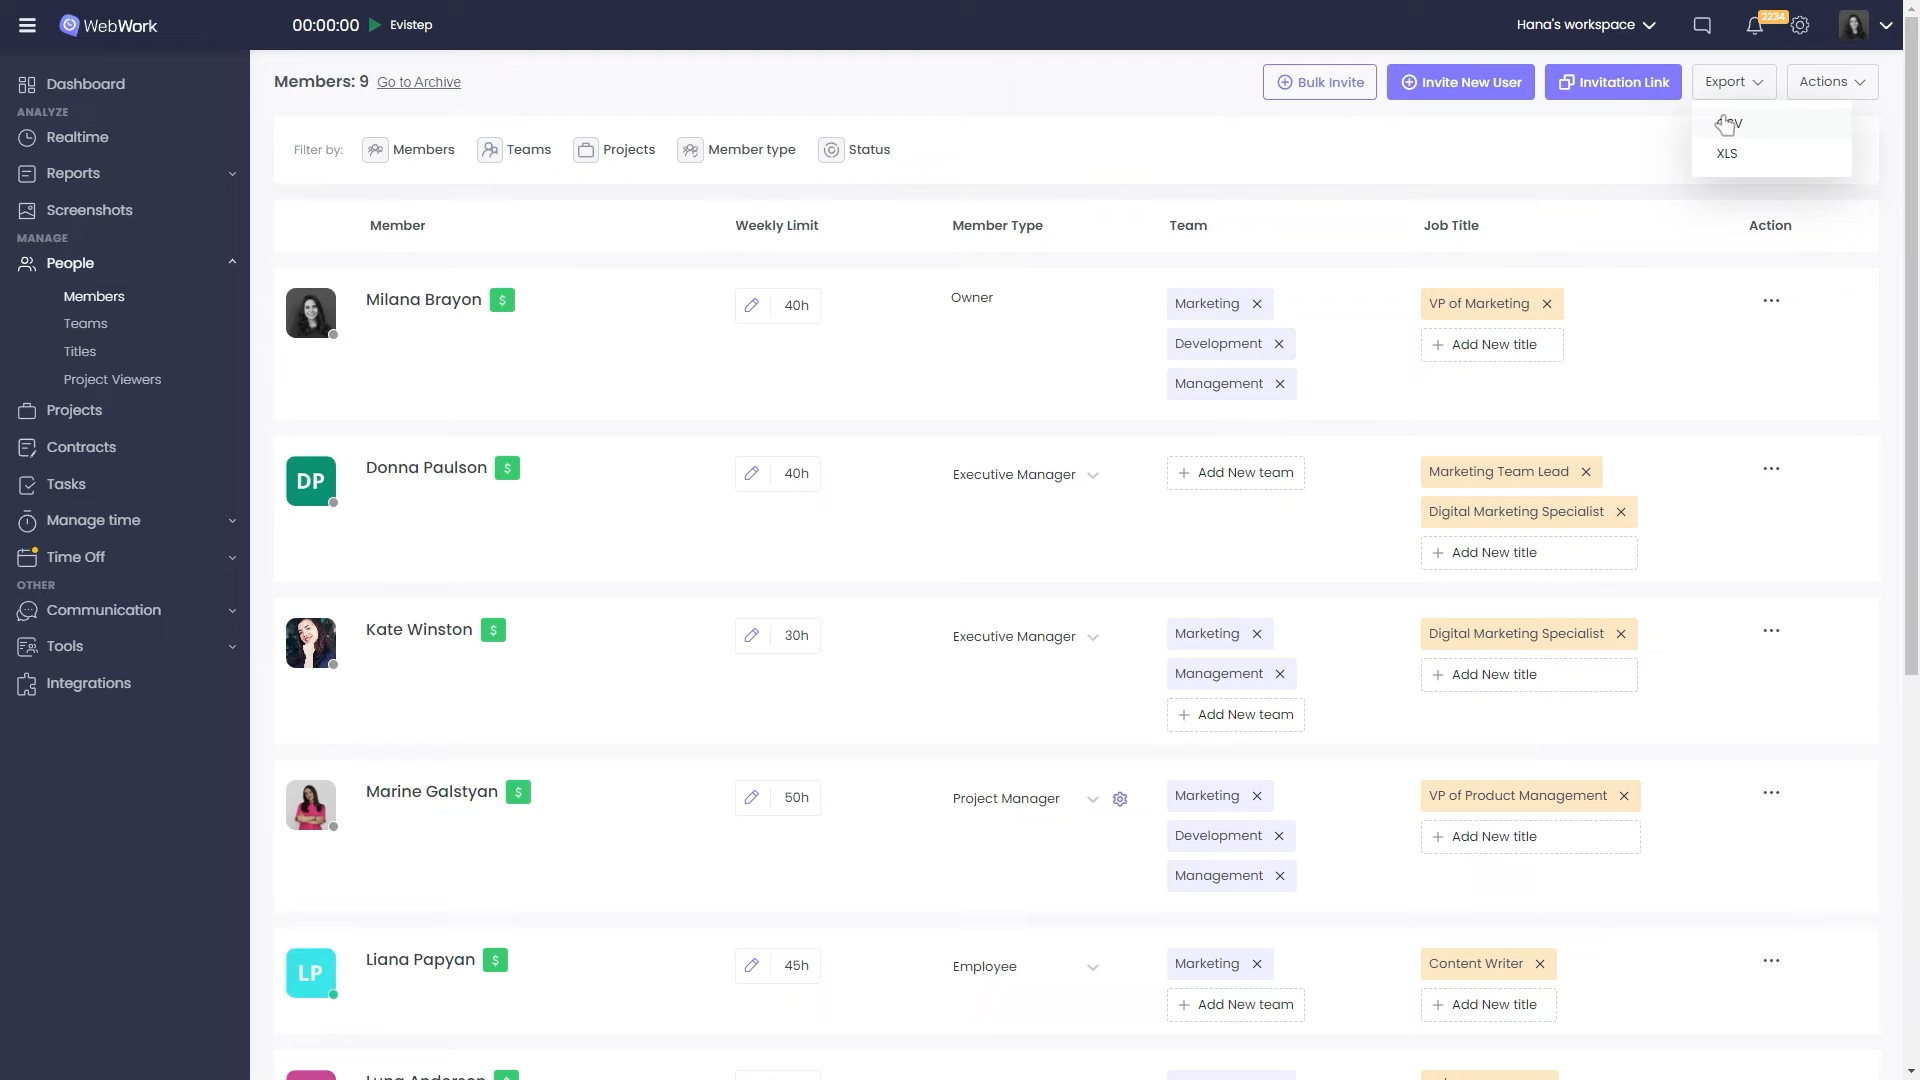 WebWork
00:00:00 Evistep
Hana's workspace
2234
Dashboard
ANALYZE
Realtime
Reports
Screenshots
MANAGE
People
Members
Teams
Titles
Project Viewers
Projects
Contracts
Tasks
Manage time
Time Off
OTHER
Communication
Tools
Integrations
Members: 9 Go to Archive
Bulk Invite
Invite New User
Invitation Link
Export
Actions
XLS
Filter by: Members Teams Projects Member type Status
Member Weekly Limit Member Type Team Job Title Action
Milana Brayon $ 40h Owner
Marketing
Development
Management
VP of Marketing
Add New title
DP Donna Paulson $ 40h Executive Manager
Add New team
Marketing Team Lead
Digital Marketing Specialist
Add New title
Kate Winston $ 30h Executive Manager
Marketing
Management
Add New team
Digital Marketing Specialist
Add New title
Marine Galstyan $ 50h Project Manager
Marketing
Development
Management
VP of Product Management
Add New title
LP Liana Papyan $ 45h Employee
Marketing
Add New team
Content Writer
Add New title